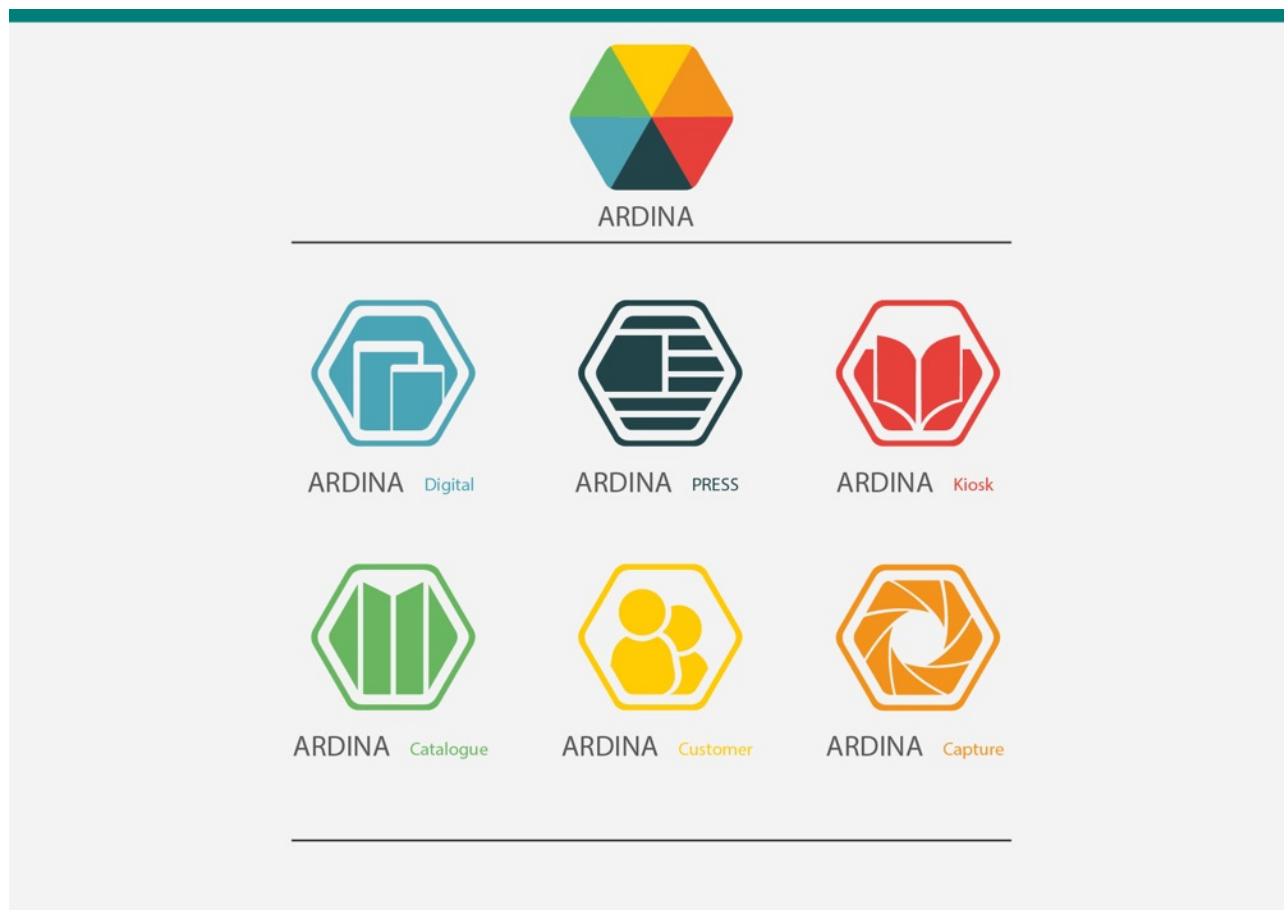 ARDINA
ARDINA Digital
ARDINA PRESS
ARDINA Kiosk
ARDINA Catalogue
ARDINA Customer
ARDINA Capture